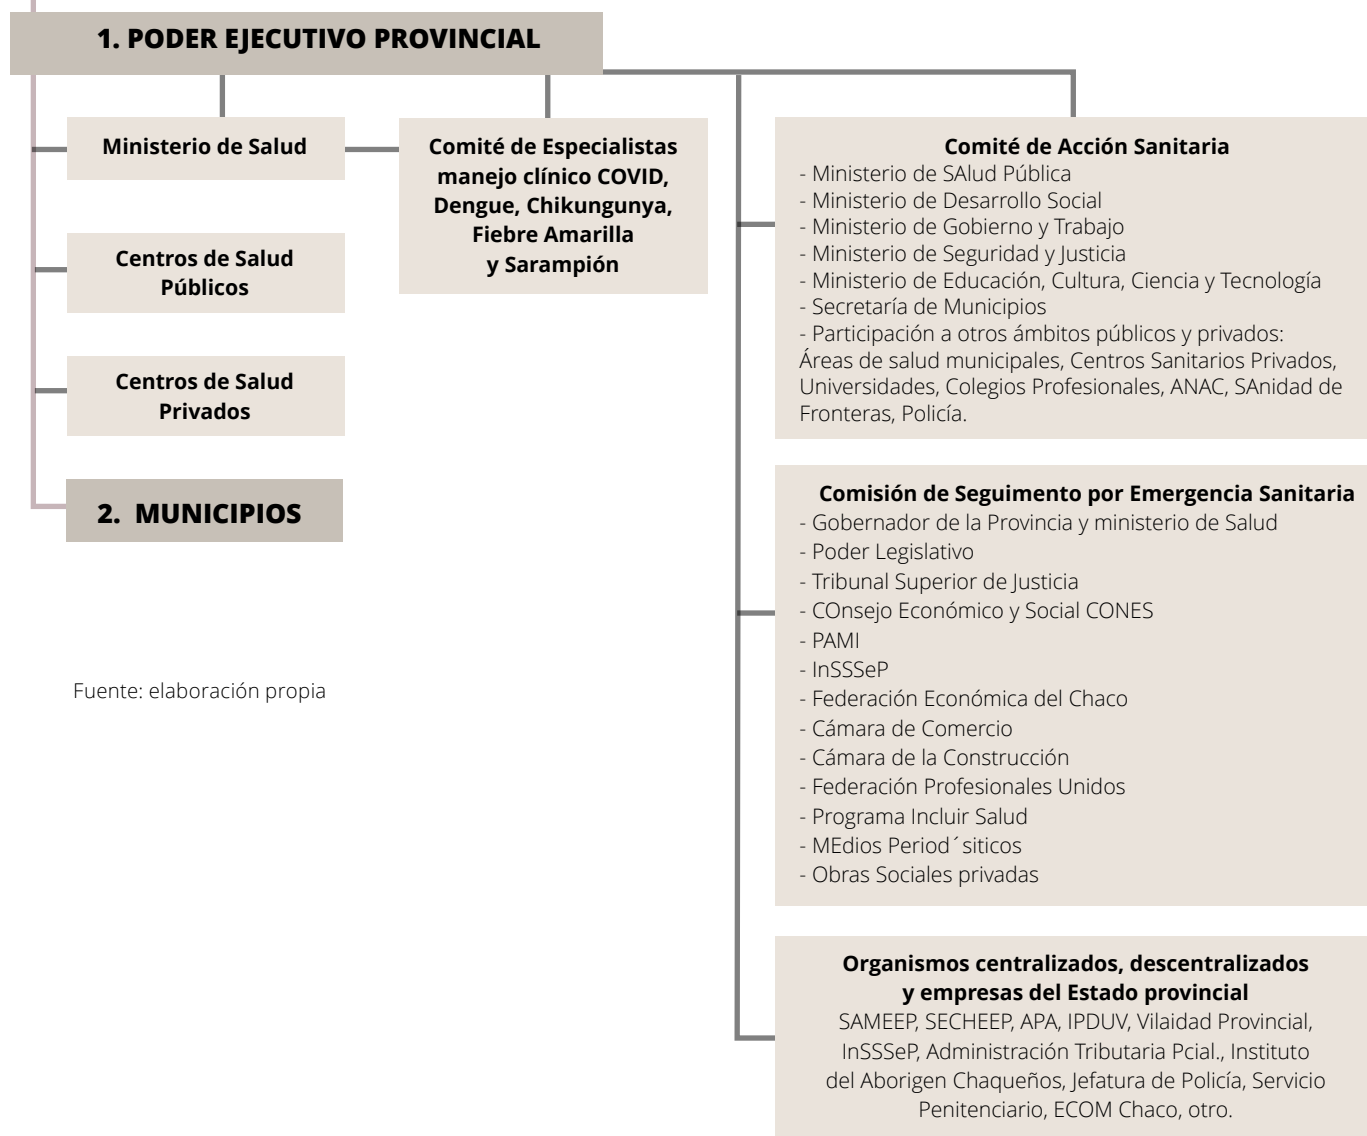 1. PODER EJECUTIVO PROVINCIAL
Ministerio de Salud
Comité de Especialistas
manejo clínico COVID,
Dengue, Chikungunya,
Fiebre Amarilla
y Sarampión
Centros de Salud
Públicos
Centros de Salud
Privados
2. MUNICIPIOS
Fuente: elaboración propia
Comité de Acción Sanitaria
- Ministerio de SAlud Pública
- Ministerio de Desarrollo Social
- Ministerio de Gobierno y Trabajo
- Ministerio de Seguridad y Justicia
- Ministerio de Educación, Cultura, Ciencia y Tecnología
- Secretaría de Municipios
- Participación a otros ámbitos públicos y privados:
Áreas de salud municipales, Centros Sanitarios Privados,
Universidades, Colegios Profesionales, ANAC, SAnidad de
Fronteras, Policía.
Comisión de Seguimento por Emergencia Sanitaria
- Gobernador de la Provincia y ministerio de Salud
- Poder Legislativo
- Tribunal Superior de Justicia
- COnsejo Económico y Social CONES
- PAMI
- InSSSeP
- Federación Económica del Chaco
- Cámara de Comercio
- Cámara de la Construcción
- Federación Profesionales Unidos
- Programa Incluir Salud
- MEdios Period´siticos
- Obras Sociales privadas
Organismos centralizados, descentralizados
y empresas del Estado provincial
SAMEEP, SECHEEP, APA, IPDUV, Vilaidad Provincial,
InSSSeP, Administración Tributaria Pcial., Instituto
del Aborigen Chaqueños, Jefatura de Policía, Servicio
Penitenciario, ECOM Chaco, otro.